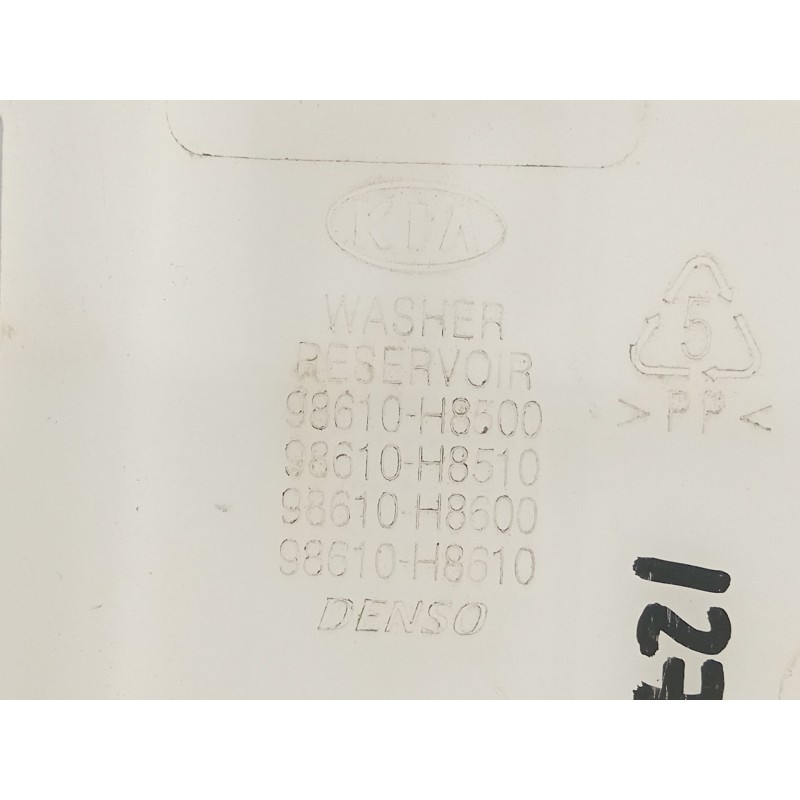 KIA
WASHER
RESERVOIR
98610-H8500
98610-H8510
98610-H8600
98610-H8610
DENSO
5
>PP<